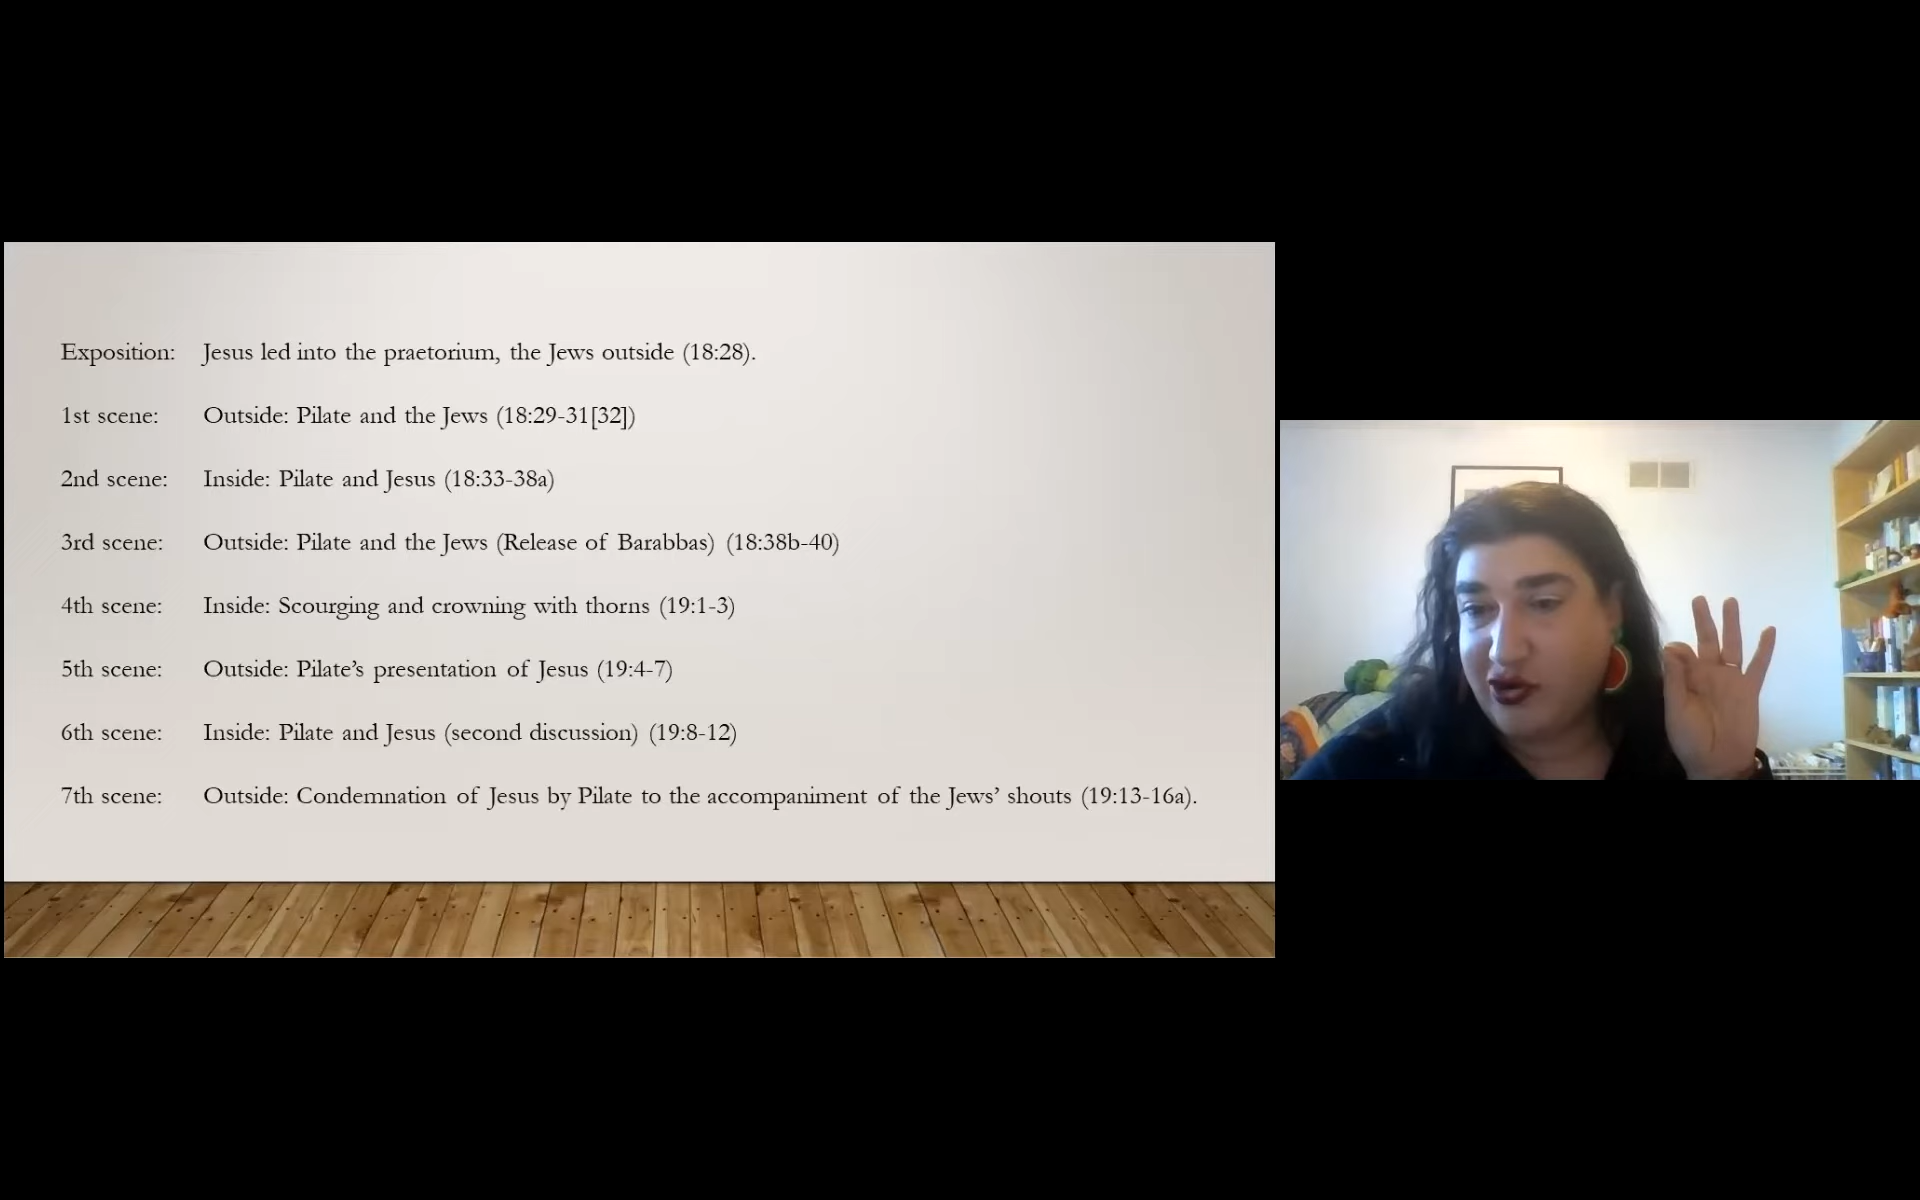 Exposition: Jesus led into the praetorium, the Jews outside (18:28).
1st scene: Outside: Pilate and the Jews (18:29-31[32])
2nd scene: Inside: Pilate and Jesus (18:33-38a)
3rd scene: Outside: Pilate and the Jews (Release of Barabbas) (18:38b-40)
4th scene: Inside: Scourging and crowning with thorns (19:1-3)
5th scene: Outside: Pilate’s presentation of Jesus (19:4-7)
6th scene: Inside: Pilate and Jesus (second discussion) (19:8-12)
7th scene: Outside: Condemnation of Jesus by Pilate to the accompaniment of the Jews’ shouts (19:13-16a).